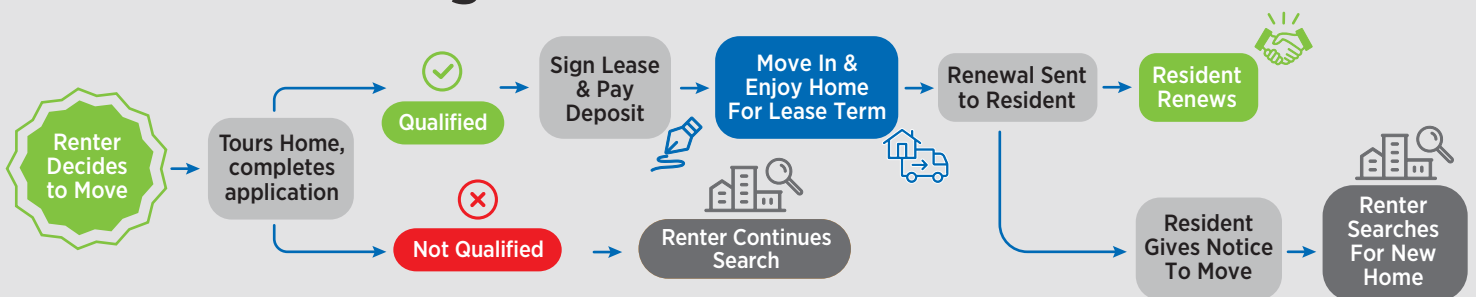 Renter
Decides
to Move
Tours Home,
completes
application
Qualified
Sign Lease
& Pay
Deposit
Move In &
Enjoy Home
For Lease Term
Renewal Sent
to Resident
Resident
Renews
Not Qualified
Renter Continues
Search
Resident
Gives Notice
To Move
Renter
Searches
For New
Home